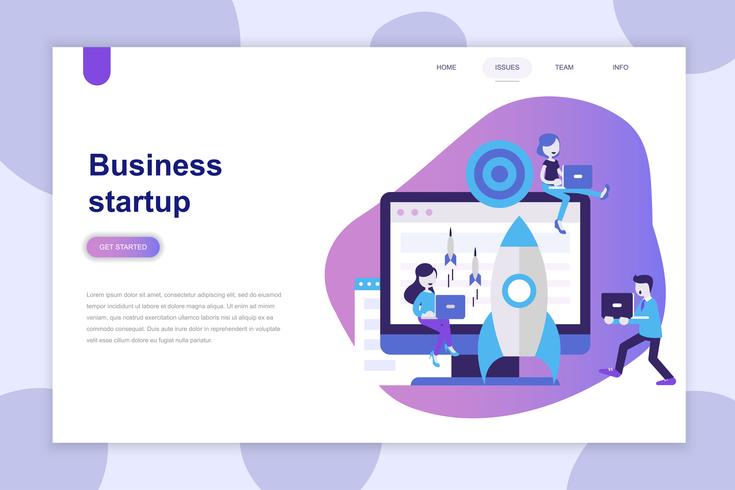 HOME ISSUES TEAM INFO
Business
startup
GET STARTED
lorem ipsum dolor sit amet, consectetur adipiscing elit, sed do eiusmod
tempor incididunt ut labore et dolore magna aliqua. Ut enim ad minim
veniam, quis nostrud exercitation ullamco laboris nisi ut aliquip ex ea
commodo consequat. Duis aute irure dolor in reprehenderit in voluptate
velit esse cillum dolore eu fugiat nulla pariatur.